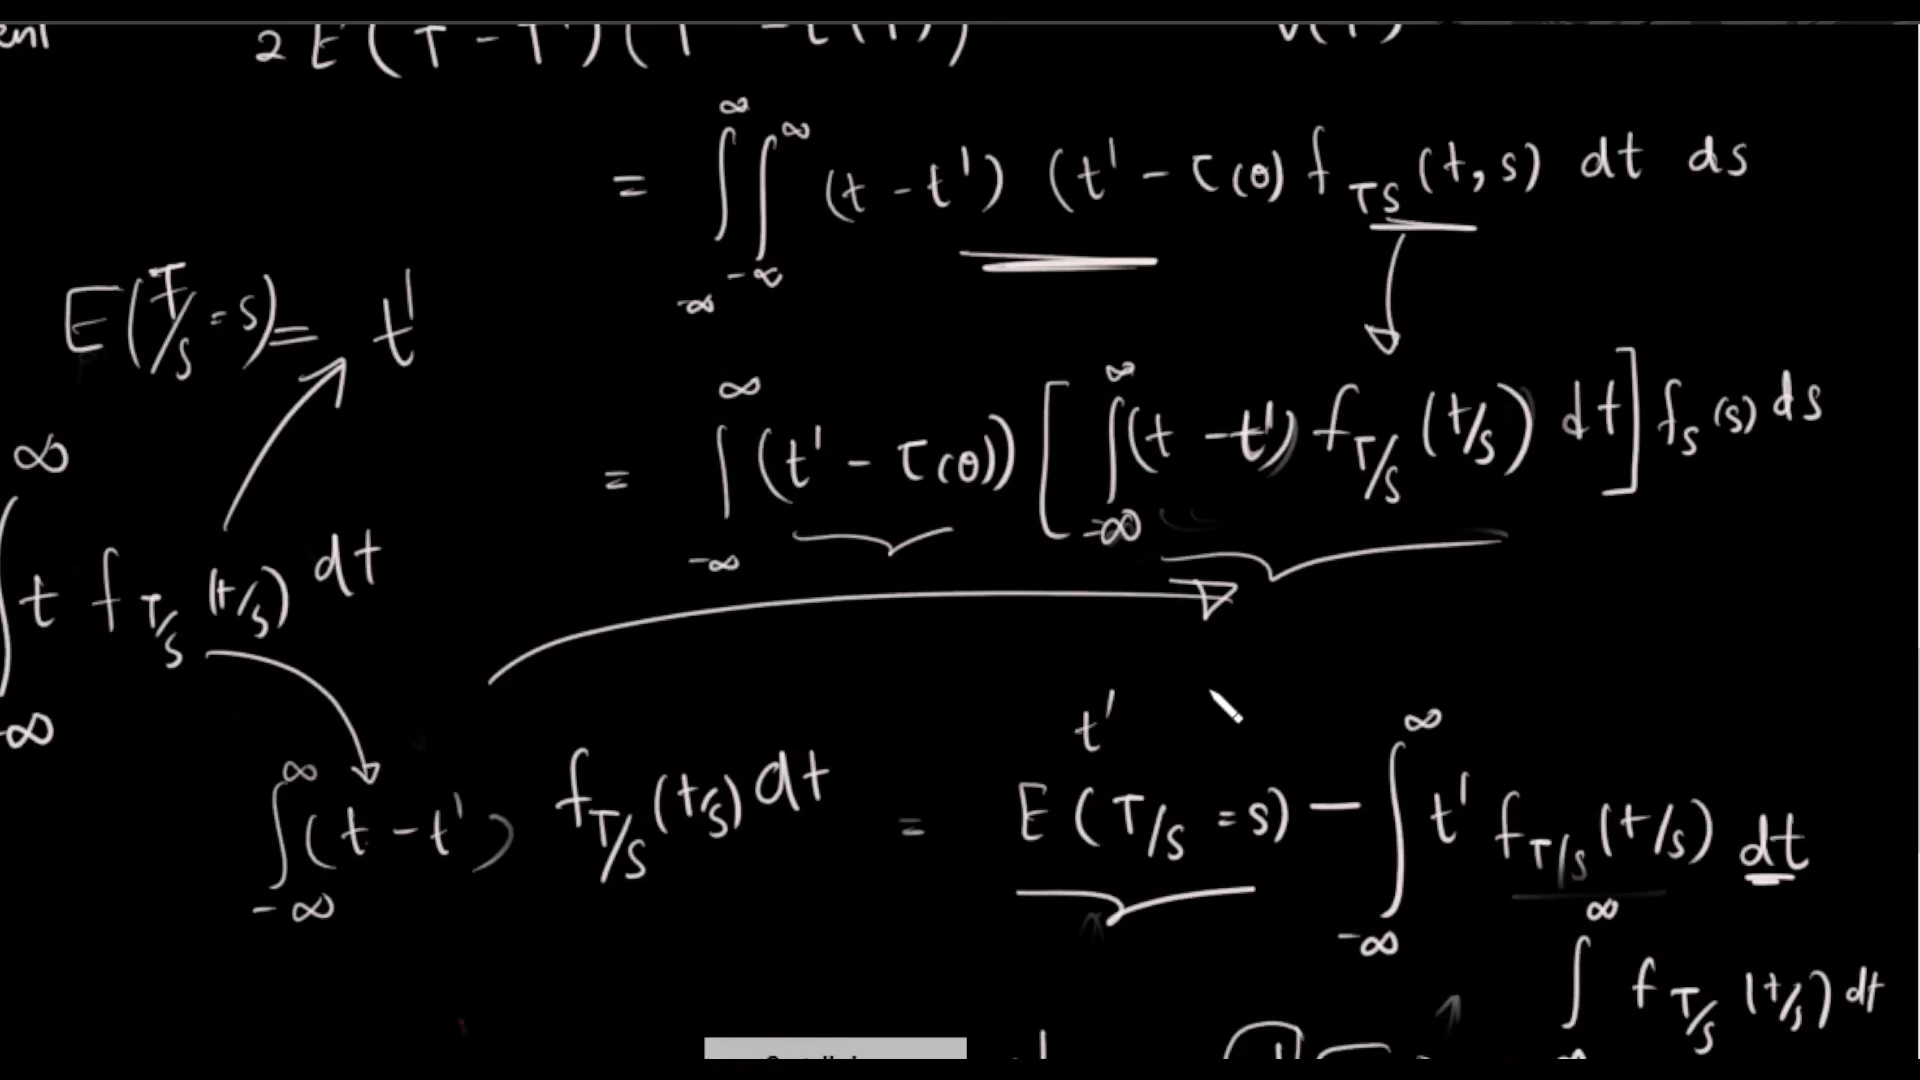 2 E ( T - T' ) ( T' - τ(T) )
= ∫_{-∞}^{∞} ∫_{-∞}^{∞} (t - t') (t' - τ(θ) f_{TS} (t, s) dt ds
E(T/S = s) = t'
= ∫_{-∞}^{∞} (t' - τ(θ)) [ ∫_{-∞}^{∞} (t - t') f_{T/S} (t/s) dt ] f_S (s) ds
∫_{-∞}^{∞} t f_{T/S} (t/s) dt
t'
∫_{-∞}^{∞} (t - t') f_{T/S} (t/s) dt = E (T/S = s) - ∫_{-∞}^{∞} t' f_{T/S} (t/s) dt
∫^{∞} f_{T/S} (t/s) dt